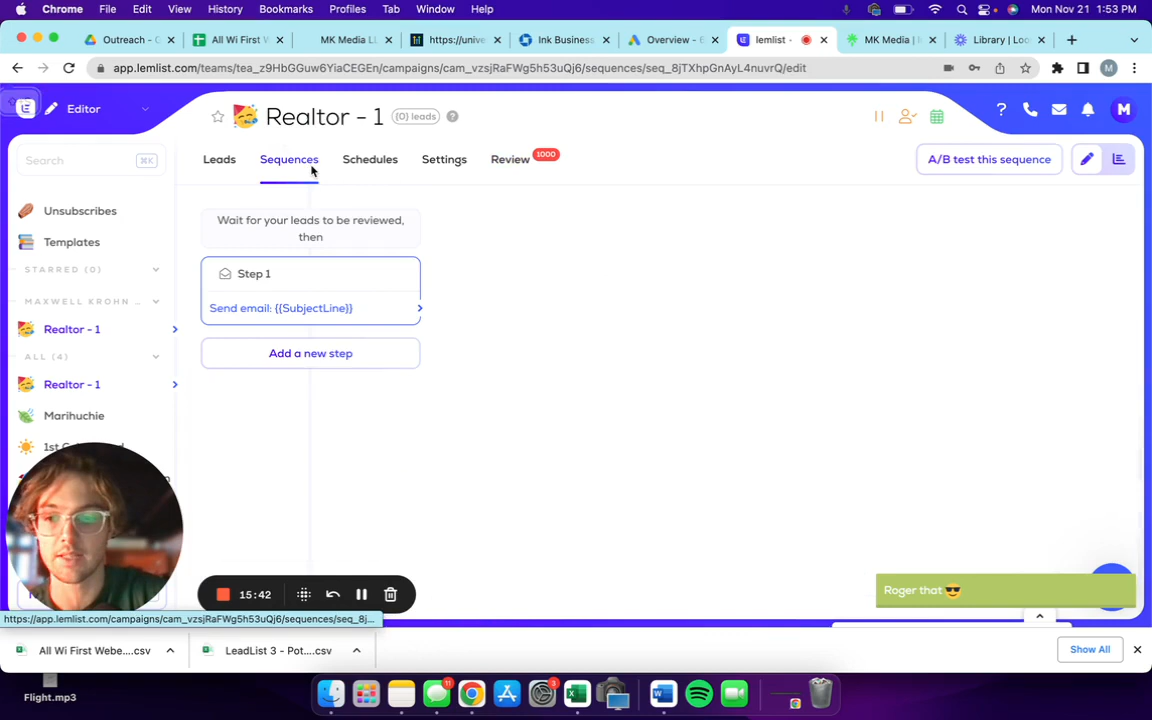 Chrome File Edit View History Bookmarks Profiles Tab Window Help Mon Nov 21 1:53 PM
Outreach - G All Wi First W MK Media LL https://unive Ink Business Overview - 6 lemlist - MK Media | Library | Loo
app.lemlist.com/teams/tea_z9HbGGuw6YiaCEGEn/campaigns/cam_vzsjRaFWg5h53uQj6/sequences/seq_8jTXhpGnAyL4nuvrQ/edit M
Editor
Realtor - 1 (0) leads ?
? M
Search ⌘K
Leads Sequences Schedules Settings Review 1000
A/B test this sequence
Unsubscribes
Templates
STARRED (0)
MAXWELL KROHN ...
Realtor - 1
ALL (4)
Realtor - 1
Marihuchie
Wait for your leads to be reviewed,
then
Step 1
Send email: {{SubjectLine}}
Add a new step
Roger that 😎
15:42
https://app.lemlist.com/campaigns/cam_vzsjRaFWg5h53uQj6/sequences/seq_8j...
All Wi First Webe....csv LeadList 3 - Pot....csv Show All
Flight.mp3
11 3